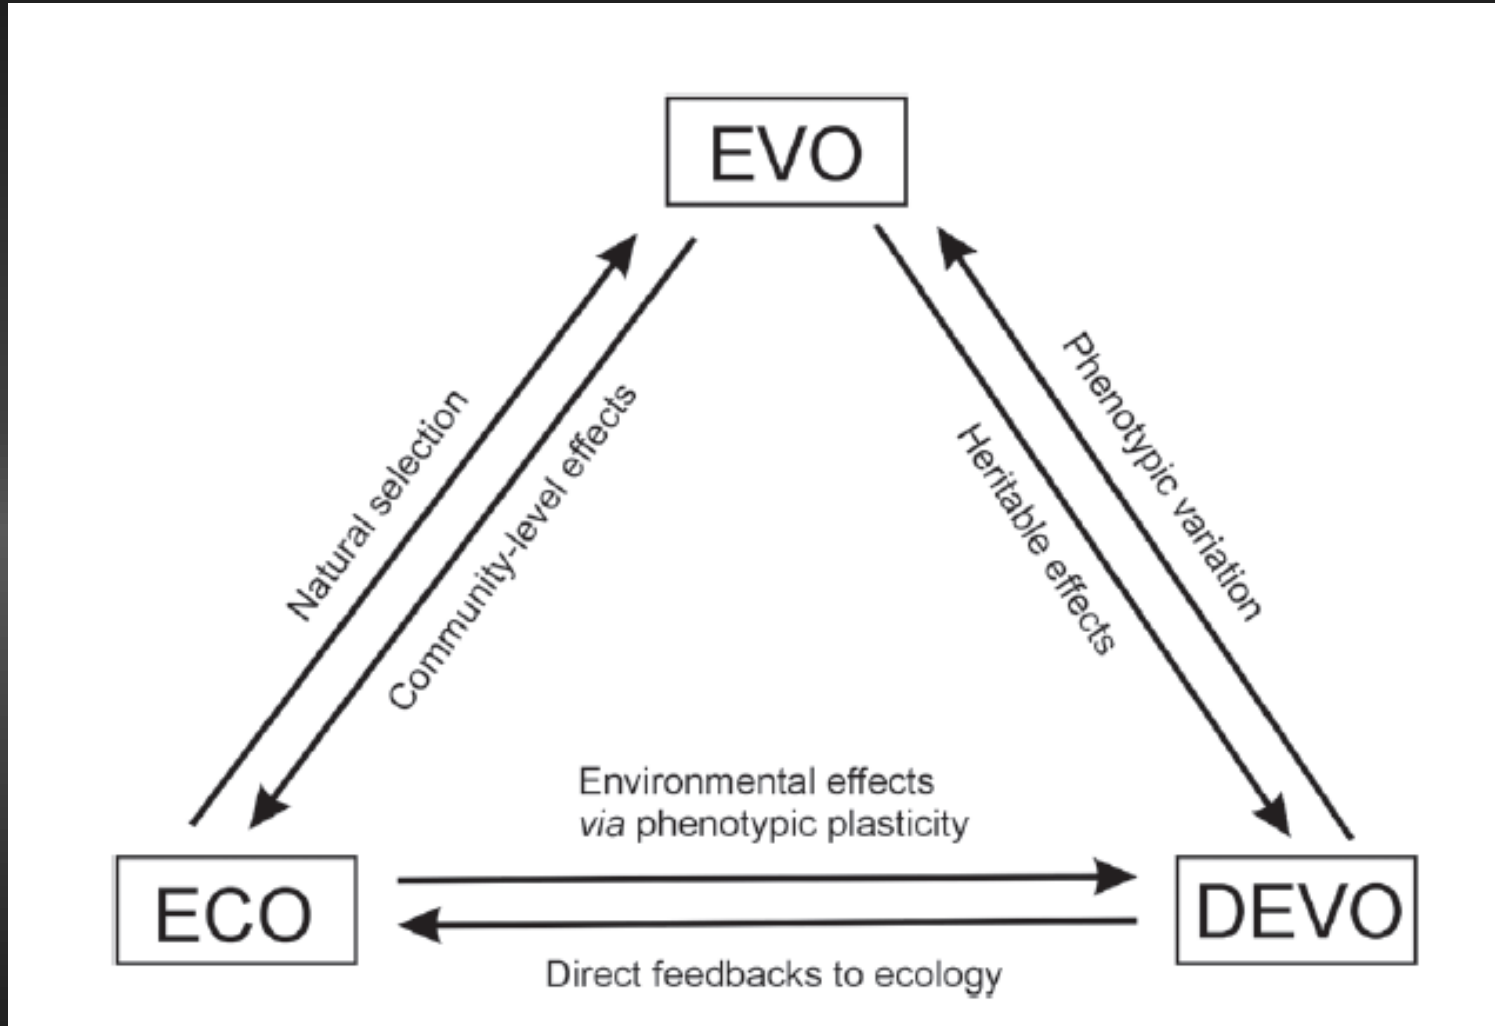 EVO
Natural selection
Community-level effects
Heritable effects
Phenotypic variation
Environmental effects
via phenotypic plasticity
ECO
DEVO
Direct feedbacks to ecology